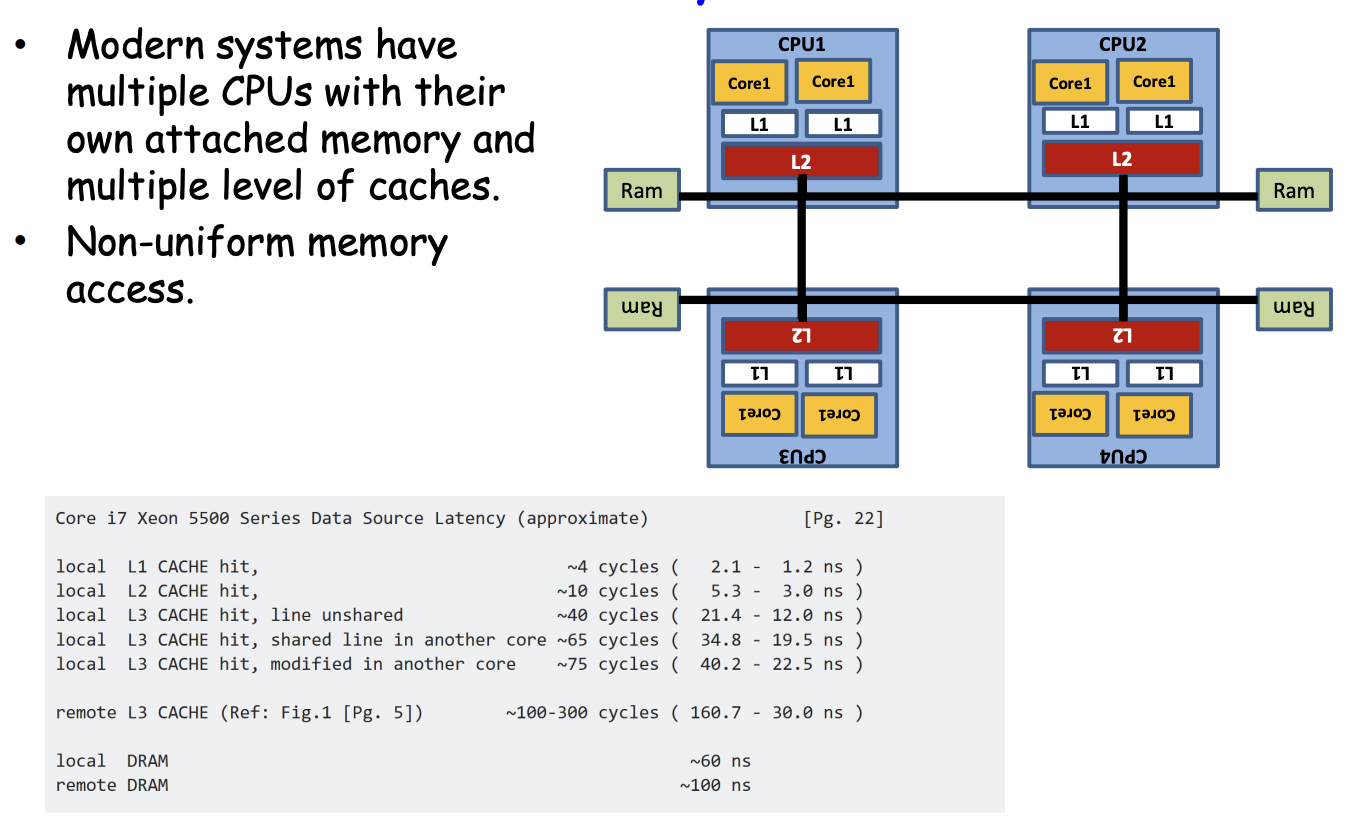 • Modern systems have
multiple CPUs with their
own attached memory and
multiple level of caches.
• Non-uniform memory
access.
CPU1
Core1 Core1
L1 L1
L2
CPU2
Core1 Core1
L1 L1
L2
Ram
Ram
Ram
Ram
L2
L1 L1
Core1 Core1
CPU3
L2
L1 L1
Core1 Core1
CPU4
Core i7 Xeon 5500 Series Data Source Latency (approximate) [Pg. 22]
local L1 CACHE hit, ~4 cycles ( 2.1 - 1.2 ns )
local L2 CACHE hit, ~10 cycles ( 5.3 - 3.0 ns )
local L3 CACHE hit, line unshared ~40 cycles ( 21.4 - 12.0 ns )
local L3 CACHE hit, shared line in another core ~65 cycles ( 34.8 - 19.5 ns )
local L3 CACHE hit, modified in another core ~75 cycles ( 40.2 - 22.5 ns )
remote L3 CACHE (Ref: Fig.1 [Pg. 5]) ~100-300 cycles ( 160.7 - 30.0 ns )
local DRAM ~60 ns
remote DRAM ~100 ns